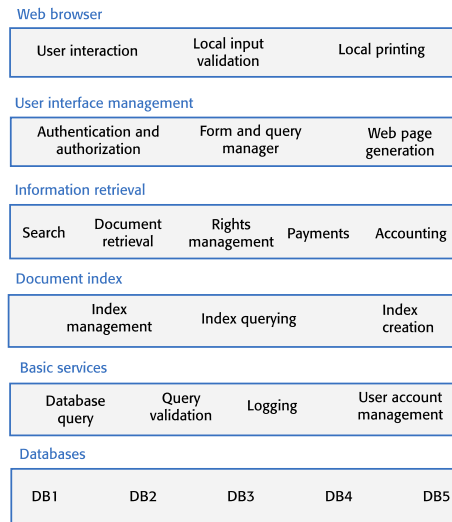 Web browser
User interaction
Local input
validation
Local printing
User interface management
Authentication and
authorization
Form and query
manager
Web page
generation
Information retrieval
Search
Document
retrieval
Rights
management
Payments
Accounting
Document index
Index
management
Index querying
Index
creation
Basic services
Database
query
Query
validation
Logging
User account
management
Databases
DB1
DB2
DB3
DB4
DB5